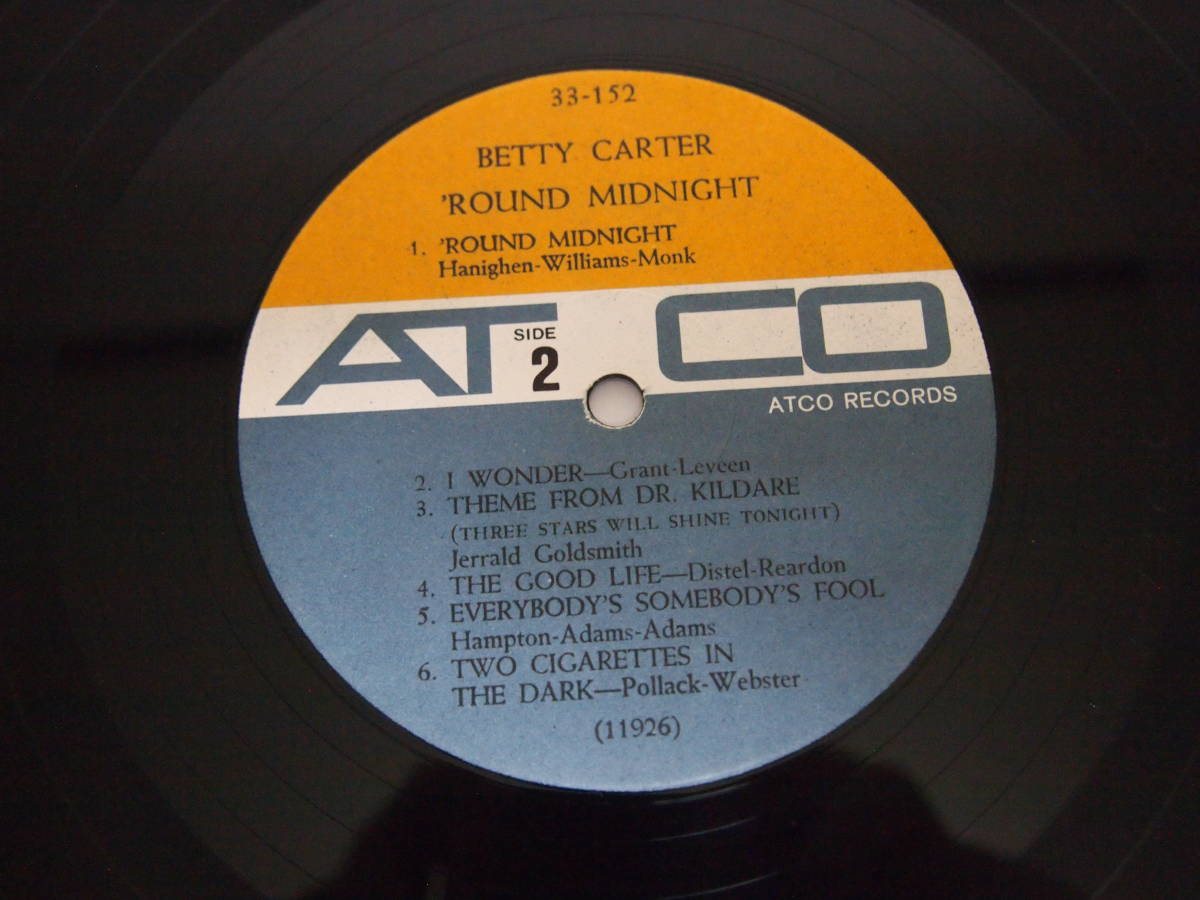 33-152
BETTY CARTER
'ROUND MIDNIGHT
1. 'ROUND MIDNIGHT
Hanighen-Williams-Monk
ATCO
SIDE
2
ATCO RECORDS
2. I WONDER—Grant-Leveen
3. THEME FROM DR. KILDARE
(THREE STARS WILL SHINE TONIGHT)
Jerrald Goldsmith
4. THE GOOD LIFE—Distel-Reardon
5. EVERYBODY'S SOMEBODY'S FOOL
Hampton-Adams-Adams
6. TWO CIGARETTES IN
THE DARK—Pollack-Webster
(11926)